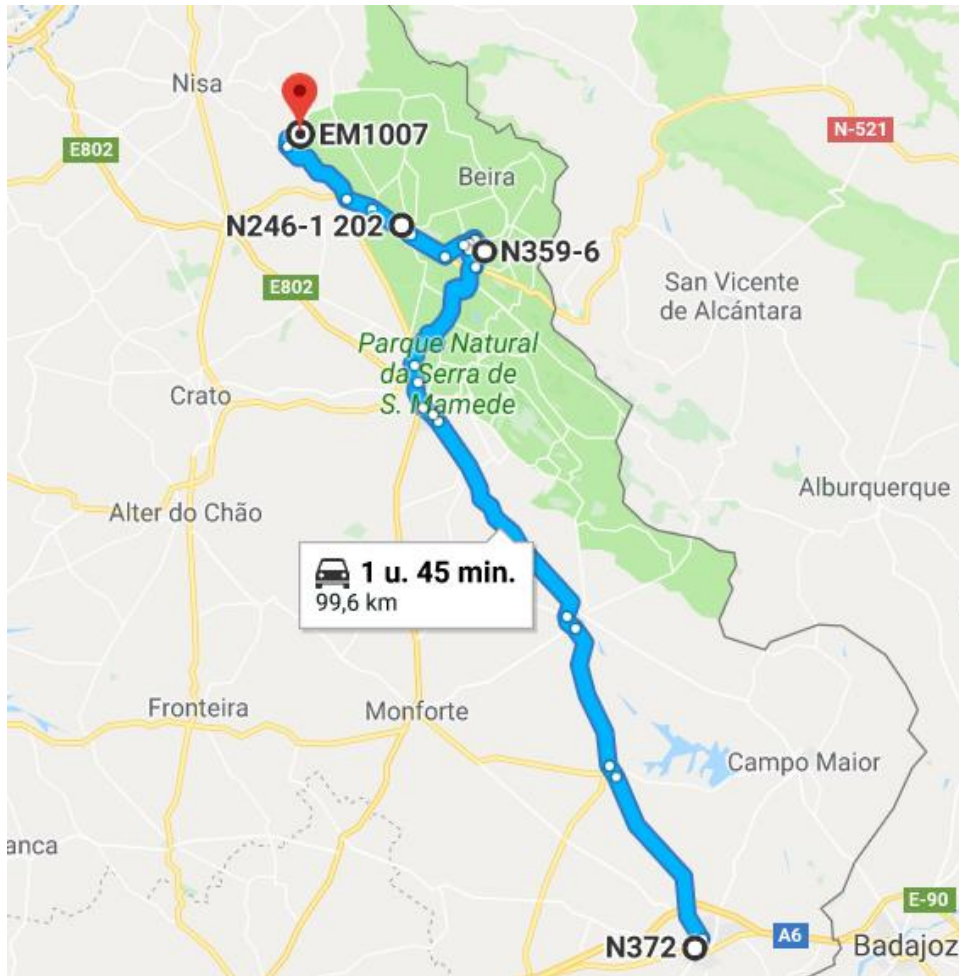 Nisa
EM1007
E802
N-521
Beira
N246-1 202
N359-6
E802
San Vicente
de Alcántara
Parque Natural
da Serra de
S. Mamede
Crato
Alburquerque
Alter do Chão
1 u. 45 min.
99,6 km
Fronteira
Monforte
Campo Maior
anca
E-90
N372
A6
Badajoz